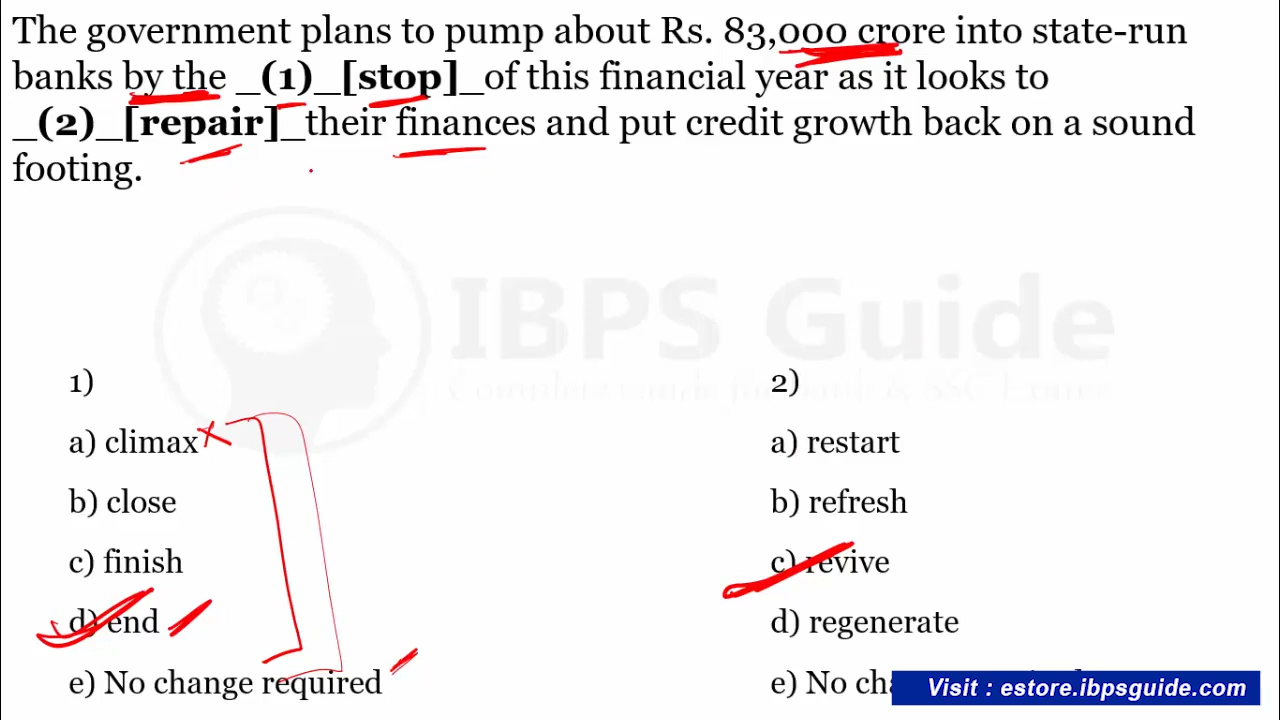 The government plans to pump about Rs. 83,000 crore into state-run
banks by the _(1)_[stop]_of this financial year as it looks to
_(2)_[repair]_their finances and put credit growth back on a sound
footing.
IBPS Guide
1)
2)
a) climax
a) restart
b) close
b) refresh
c) finish
c) revive
d) end
d) regenerate
e) No change required
e) No
Visit : estore.ibpsguide.com